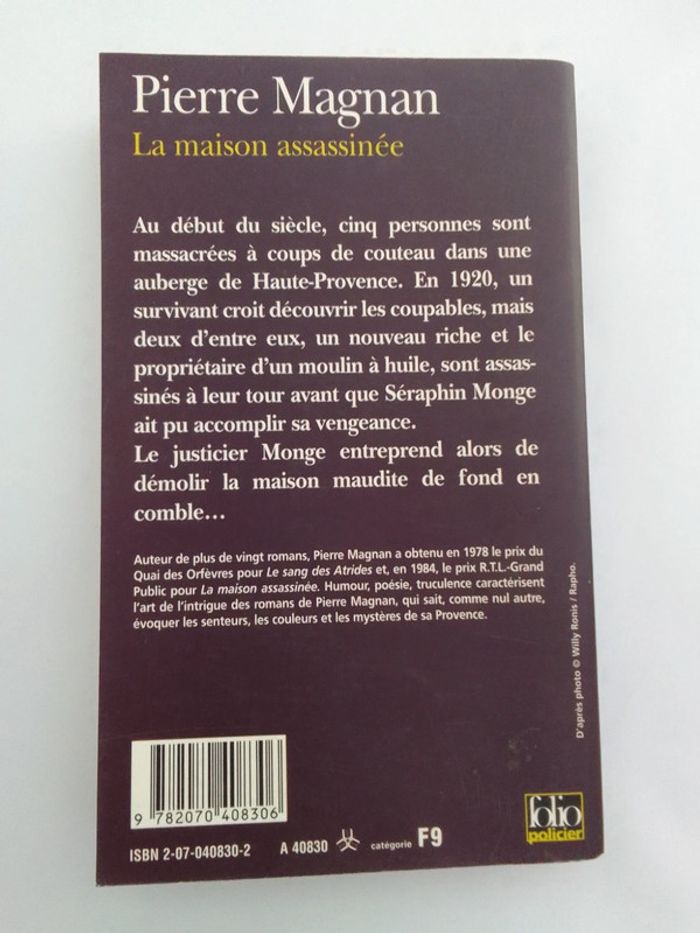 Pierre Magnan
La maison assassinée
Au début du siècle, cinq personnes sont
massacrées à coups de couteau dans une
auberge de Haute-Provence. En 1920, un
survivant croit découvrir les coupables, mais
deux d'entre eux, un nouveau riche et le
propriétaire d'un moulin à huile, sont assas-
sinés à leur tour avant que Séraphin Monge
ait pu accomplir sa vengeance.
Le justicier Monge entreprend alors de
démolir la maison maudite de fond en
comble…
Auteur de plus de vingt romans, Pierre Magnan a obtenu en 1978 le prix du
Quai des Orfèvres pour Le sang des Atrides et, en 1984, le prix R.T.L.-Grand
Public pour La maison assassinée. Humour, poésie, truculence caractérisent
l'art de l'intrigue des romans de Pierre Magnan, qui sait, comme nul autre,
évoquer les senteurs, les couleurs et les mystères de sa Provence.
D'après photo © Willy Ronis / Rapho.
9 782070 408306
ISBN 2-07-040830-2 A 40830 catégorie F9
folio
policier